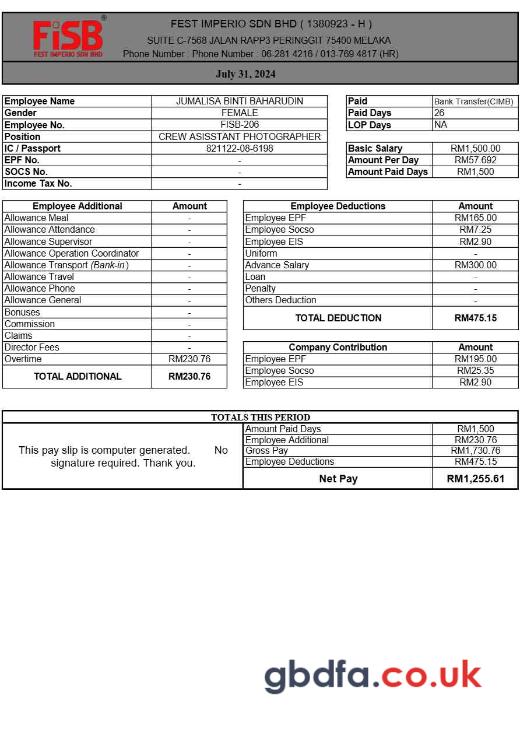 FiSB ®
FEST IMPERIO SDN BHD
FEST IMPERIO SDN BHD ( 1380923 - H )
SUITE C-7568 JALAN RAPP3 PERINGGIT 75400 MELAKA
Phone Number : Phone Number : 06-281 4216 / 013-769 4817 (HR)
July 31, 2024
Employee Name JUMALISA BINTI BAHARUDIN
Gender FEMALE
Employee No. FISB-206
Position CREW ASISSTANT PHOTOGRAPHER
IC / Passport 821122-08-6198
EPF No. -
SOCS No. -
Income Tax No. -
Paid Bank Transfer(CIMB)
Paid Days 26
LOP Days NA
Basic Salary RM1,500.00
Amount Per Day RM57.692
Amount Paid Days RM1,500
Employee Additional Amount
Allowance Meal -
Allowance Attendance -
Allowance Supervisor -
Allowance Operation Coordinator -
Allowance Transport (Bank-in) -
Allowance Travel -
Allowance Phone -
Allowance General -
Bonuses -
Commission -
Claims -
Director Fees -
Overtime RM230.76
TOTAL ADDITIONAL RM230.76
Employee Deductions Amount
Employee EPF RM165.00
Employee Socso RM7.25
Employee EIS RM2.90
Uniform -
Advance Salary RM300.00
Loan -
Penalty -
Others Deduction -
TOTAL DEDUCTION RM475.15
Company Contribution Amount
Employee EPF RM195.00
Employee Socso RM25.35
Employee EIS RM2.90
TOTALS THIS PERIOD
This pay slip is computer generated. No
signature required. Thank you.
Amount Paid Days RM1,500
Employee Additional RM230.76
Gross Pay RM1,730.76
Employee Deductions RM475.15
Net Pay RM1,255.61
gbdfa.co.uk